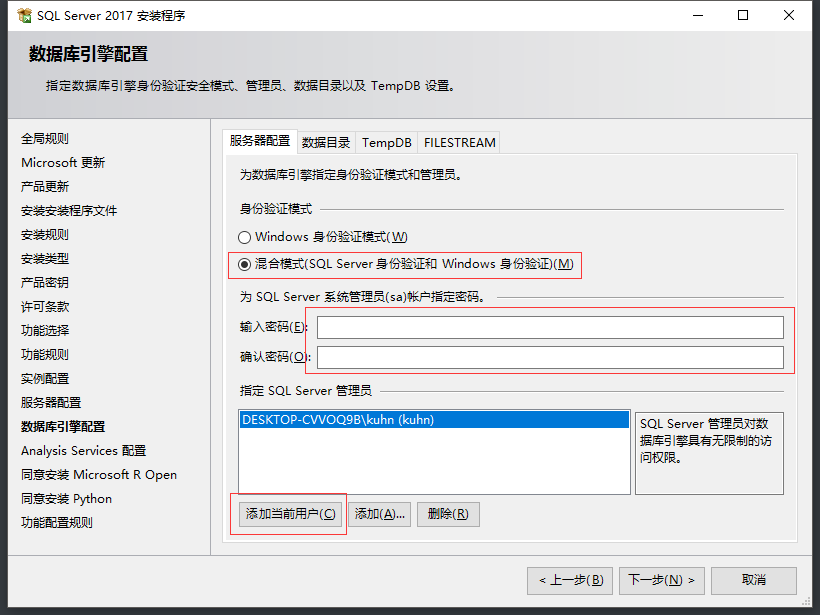 SQL Server 2017 安装程序
数据库引擎配置
指定数据库引擎身份验证安全模式、管理员、数据目录以及 TempDB 设置。
全局规则
Microsoft 更新
产品更新
安装安装程序文件
安装规则
安装类型
产品密钥
许可条款
功能选择
功能规则
实例配置
服务器配置
数据库引擎配置
Analysis Services 配置
同意安装 Microsoft R Open
同意安装 Python
功能配置规则
服务器配置 数据目录 TempDB FILESTREAM
为数据库引擎指定身份验证模式和管理员。
身份验证模式
Windows 身份验证模式(W)
混合模式(SQL Server 身份验证和 Windows 身份验证)(M)
为 SQL Server 系统管理员(sa)帐户指定密码。
输入密码(E):
确认密码(O):
指定 SQL Server 管理员
DESKTOP-CVVOQ9B\kuhn (kuhn)
SQL Server 管理员对数
据库引擎具有无限制的访
问权限。
添加当前用户(C) 添加(A)... 删除(R)
< 上一步(B) 下一步(N) > 取消